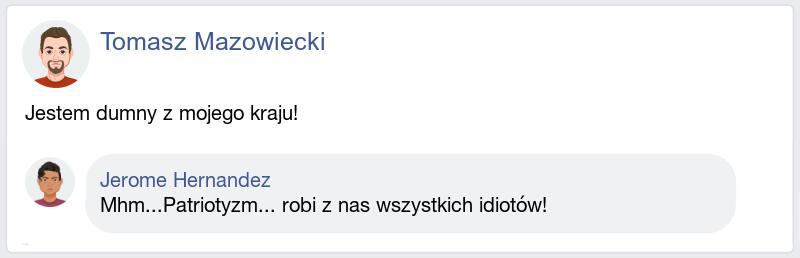 Tomasz Mazowiecki
Jestem dumny z mojego kraju!
Jerome Hernandez
Mhm...Patriotyzm... robi z nas wszystkich idiotów!